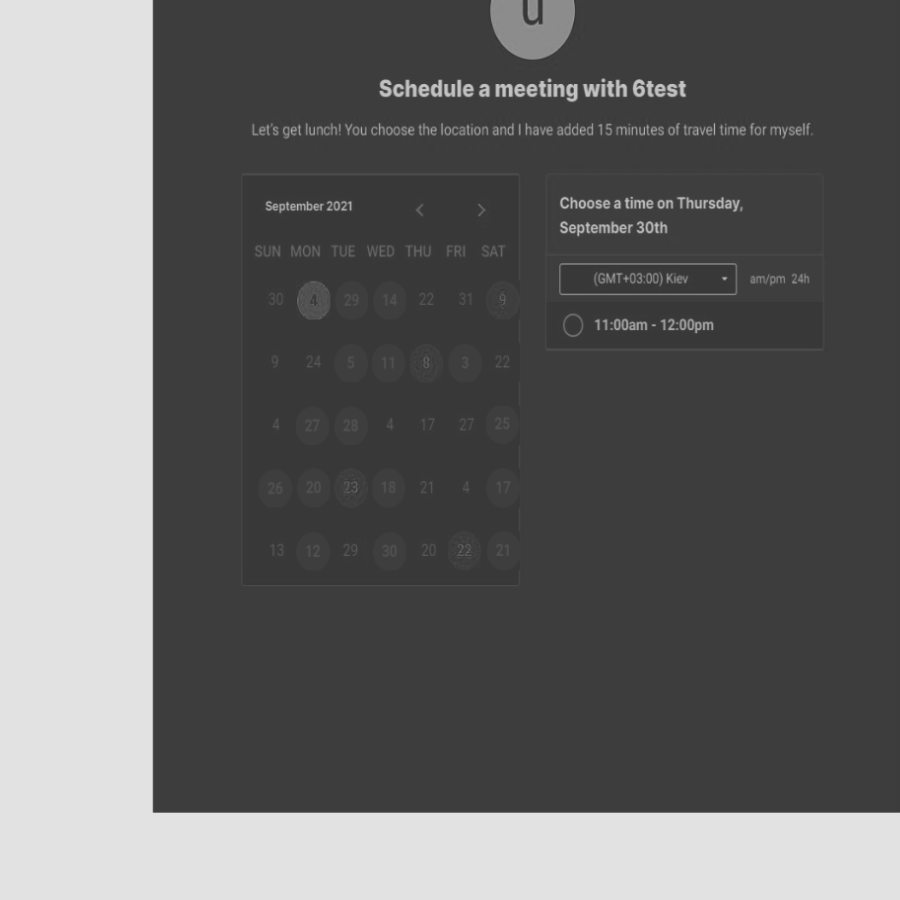 u
Schedule a meeting with 6test
Let's get lunch! You choose the location and I have added 15 minutes of travel time for myself.
September 2021
SUN MON TUE WED THU FRI SAT
30 4 29 14 22 31 9
9 24 5 11 8 3 22
4 27 28 4 17 27 25
26 20 23 18 21 4 17
13 12 29 30 20 22 21
Choose a time on Thursday,
September 30th
(GMT+03:00) Kiev am/pm 24h
11:00am - 12:00pm